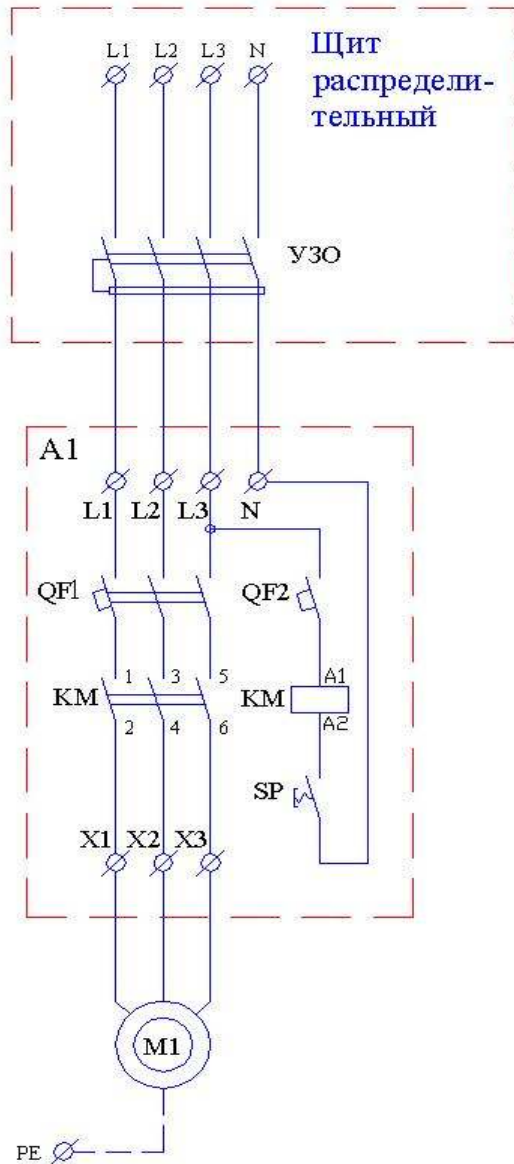 L1 L2 L3 N
Щит
распредели-
тельный
УЗО
A1
L1 L2 L3 N
QF1
QF2
1 3 5
KM
2 4 6
A1
KM
A2
SP
X1 X2 X3
M1
PE